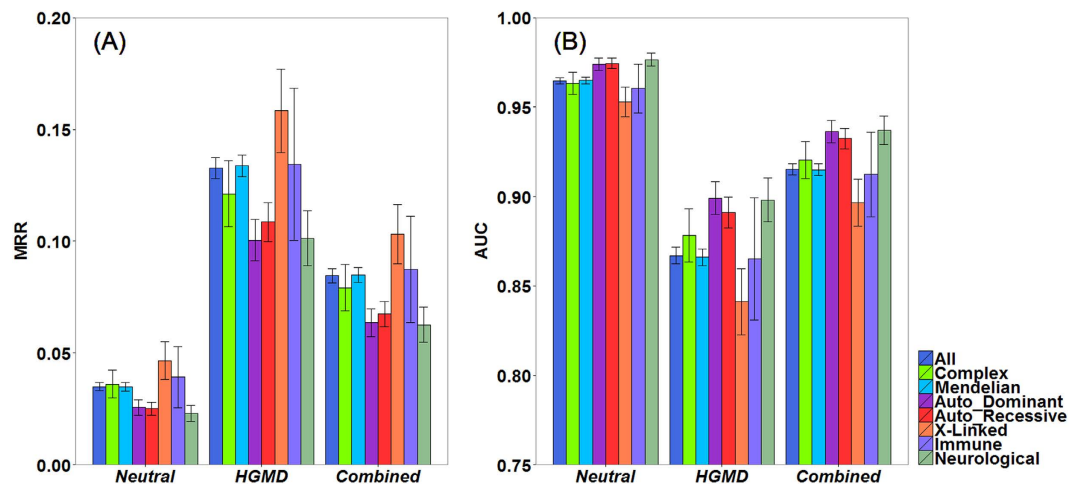 (A)
MRR
0.20
0.15
0.10
0.05
0.00
Neutral HGMD Combined
(B)
AUC
1.00
0.95
0.90
0.85
0.80
0.75
Neutral HGMD Combined
All
Complex
Mendelian
Auto_Dominant
Auto_Recessive
X-Linked
Immune
Neurological